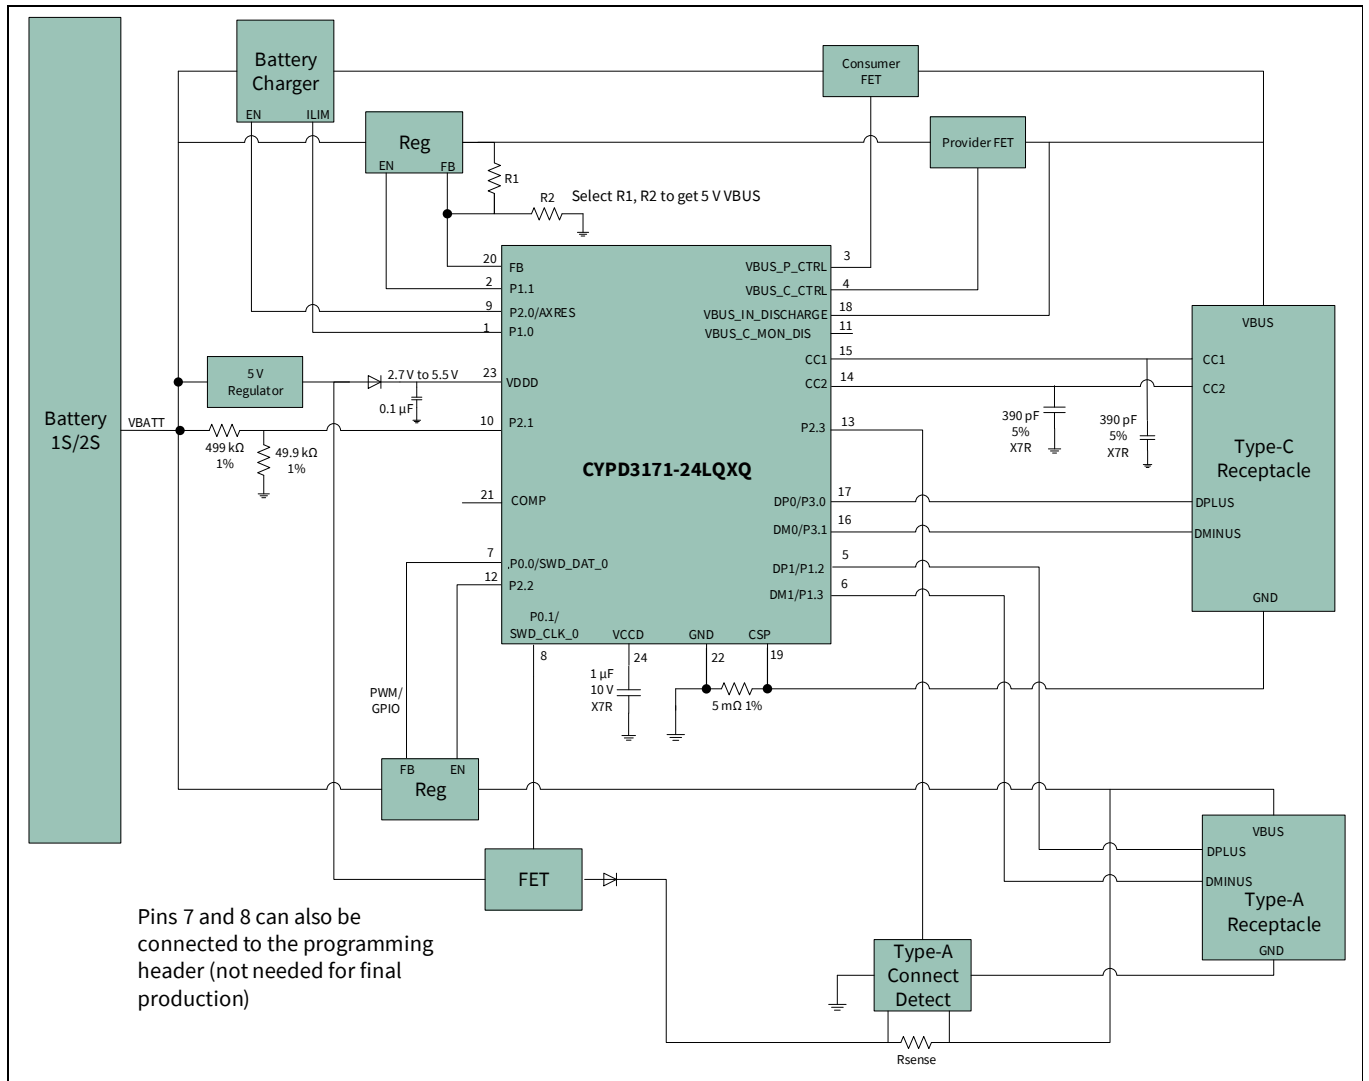 Battery
Charger
EN
ILIM
Consumer
FET
Reg
EN
FB
Provider FET
R1
R2
Select R1, R2 to get 5 V VBUS
20
FB
2
P1.1
9
P2.0/AXRES
1
P1.0
VBUS_P_CTRL
3
VBUS_C_CTRL
4
VBUS_IN_DISCHARGE
18
VBUS_C_MON_DIS
11
CC1
15
CC2
14
P2.3
13
VBUS
CC1
CC2
Type-C
Receptacle
DPLUS
DMINUS
GND
5 V
Regulator
2.7 V to 5.5 V
0.1 µF
23
VDDD
10
P2.1
Battery
1S/2S
VBATT
499 kΩ
1%
49.9 kΩ
1%
390 pF
5%
X7R
390 pF
5%
X7R
CYPD3171-24LQXQ
21
COMP
DP0/P3.0
17
DM0/P3.1
16
DP1/P1.2
5
DM1/P1.3
6
7
P0.0/SWD_DAT_0
12
P2.2
P0.1/
SWD_CLK_0
8
VCCD
24
GND
22
CSP
19
1 µF
10 V
X7R
5 mΩ 1%
PWM/
GPIO
FB
EN
Reg
FET
VBUS
DPLUS
DMINUS
Type-A
Receptacle
GND
Type-A
Connect
Detect
Rsense
Pins 7 and 8 can also be
connected to the programming
header (not needed for final
production)